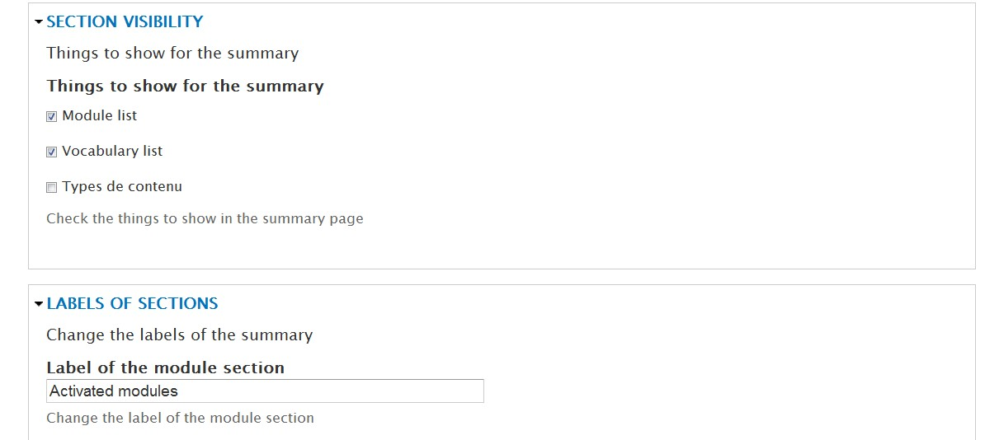 SECTION VISIBILITY
Things to show for the summary
Things to show for the summary
Module list
Vocabulary list
Types de contenu
Check the things to show in the summary page
LABELS OF SECTIONS
Change the labels of the summary
Label of the module section
Activated modules
Change the label of the module section